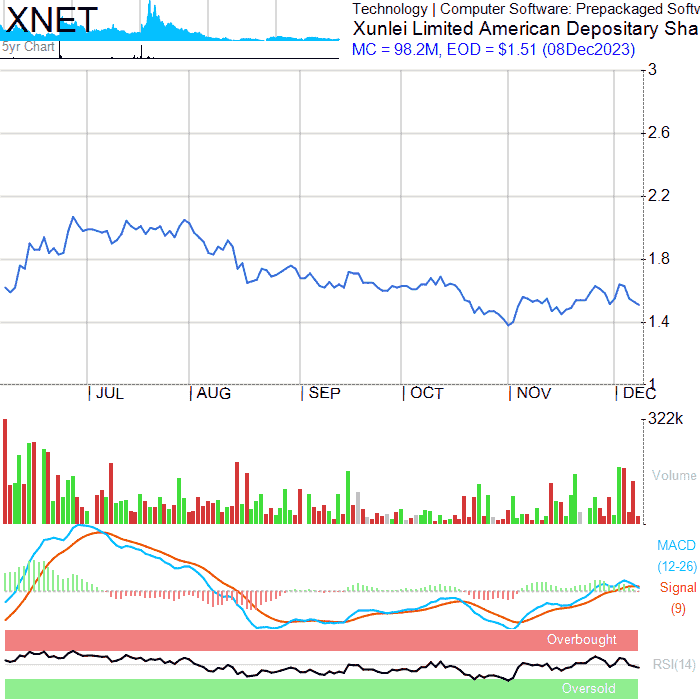 XNET
5yr Chart
Technology | Computer Software: Prepackaged Softw
Xunlei Limited American Depositary Sha
MC = 98.2M, EOD = $1.51 (08Dec2023)
3
2.6
2.2
1.8
1.4
1
JUL AUG SEP OCT NOV DEC
322k
Volume
MACD
(12-26)
Signal
(9)
Overbought
RSI(14)
Oversold